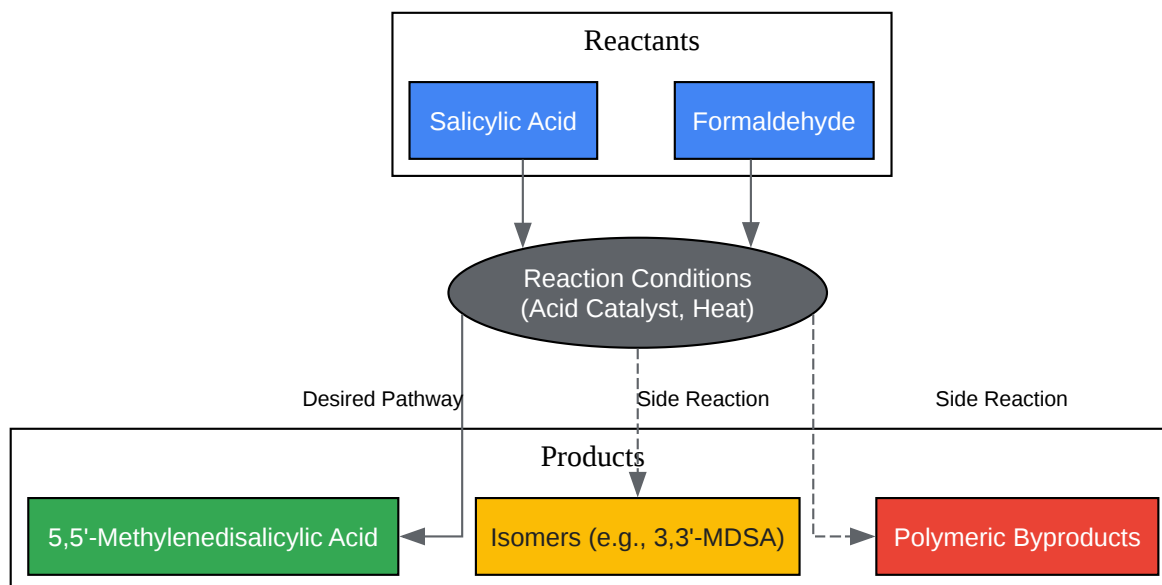 Reactants
Salicylic Acid
Formaldehyde
Reaction Conditions
(Acid Catalyst, Heat)
Desired Pathway
Side Reaction
Side Reaction
Products
5,5'-Methylenedisalicylic Acid
Isomers (e.g., 3,3'-MDSA)
Polymeric Byproducts